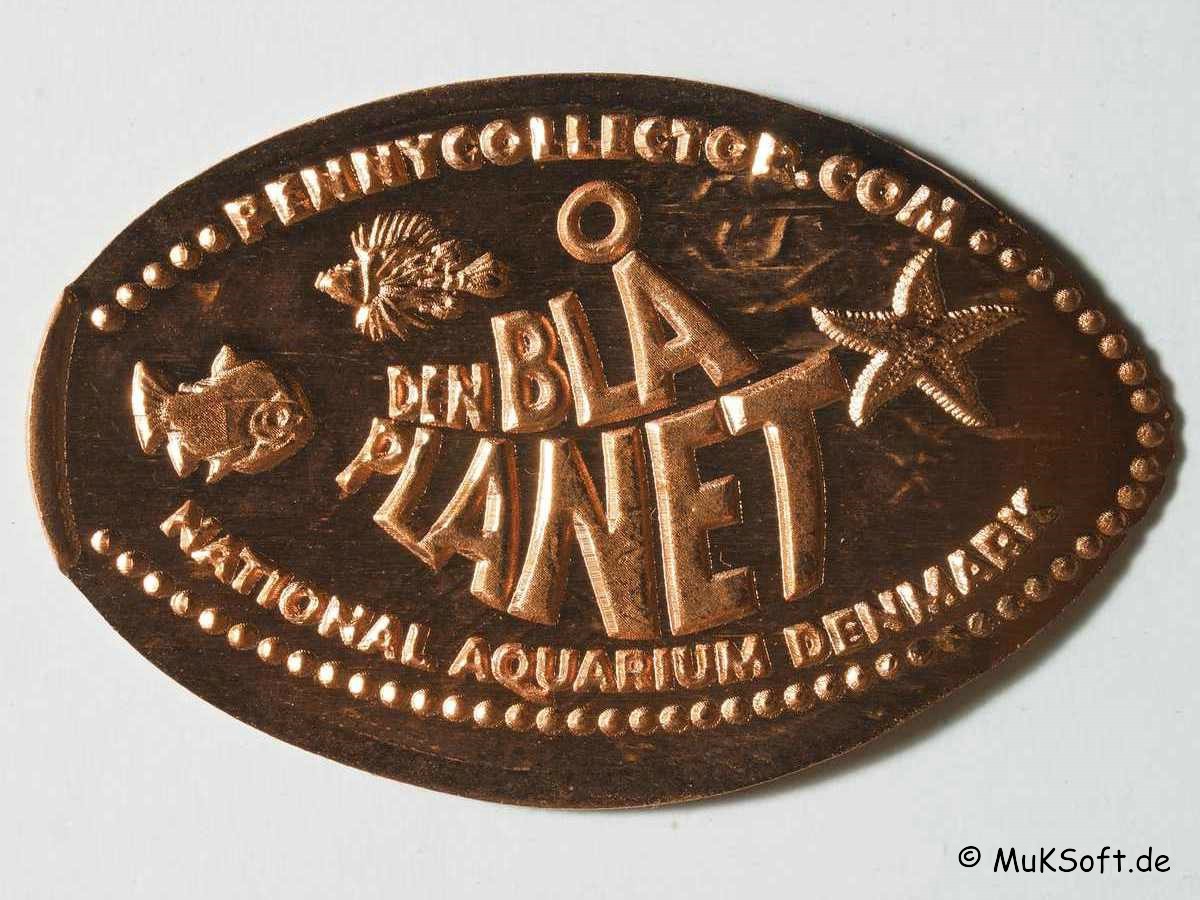 PENNYCOLLECTOR.COM
DEN BLÅ
PLANET
NATIONAL AQUARIUM DENMARK
© MuKSoft.de